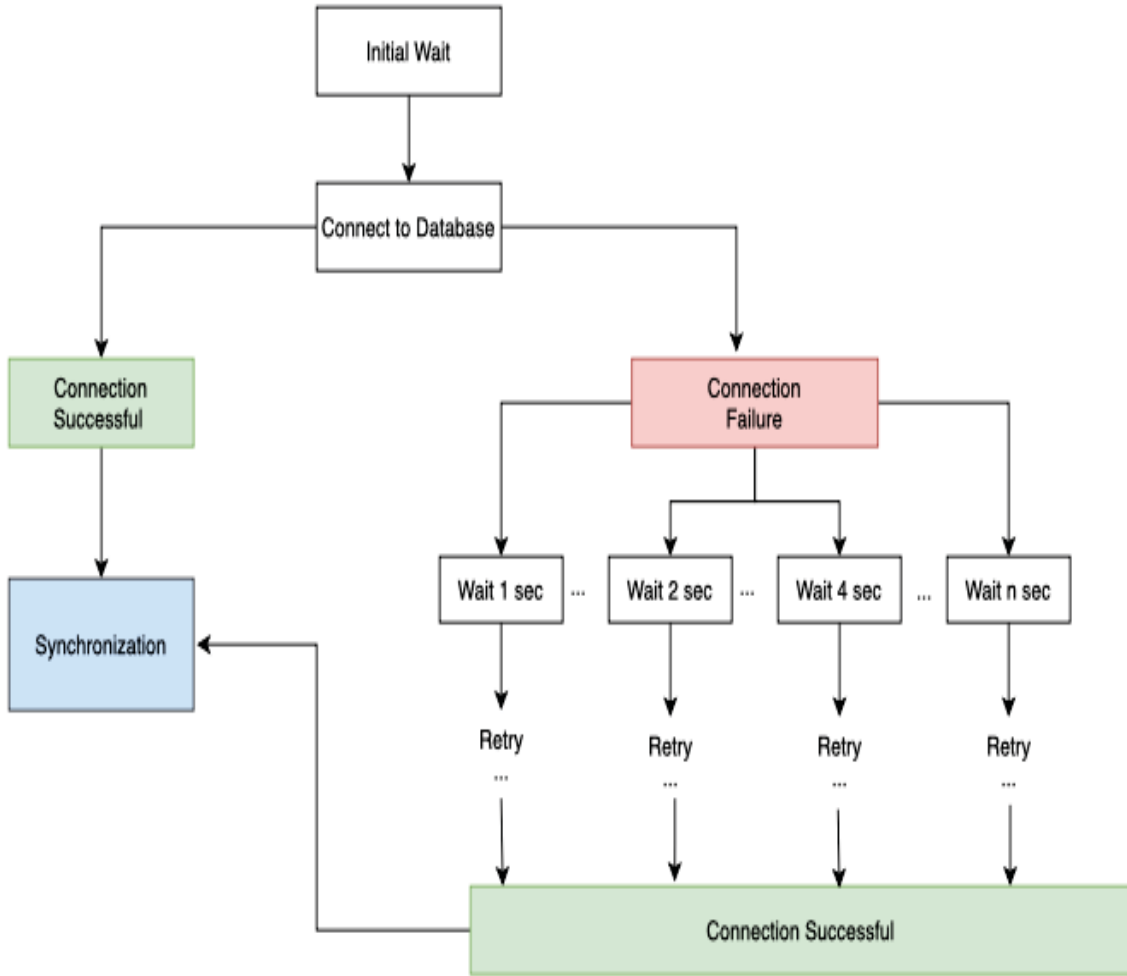 Initial Wait
Connect to Database
Connection
Successful
Connection
Failure
Wait 1 sec ... Wait 2 sec ... Wait 4 sec ... Wait n sec
Synchronization
Retry Retry Retry Retry
... ... ... ...
Connection Successful